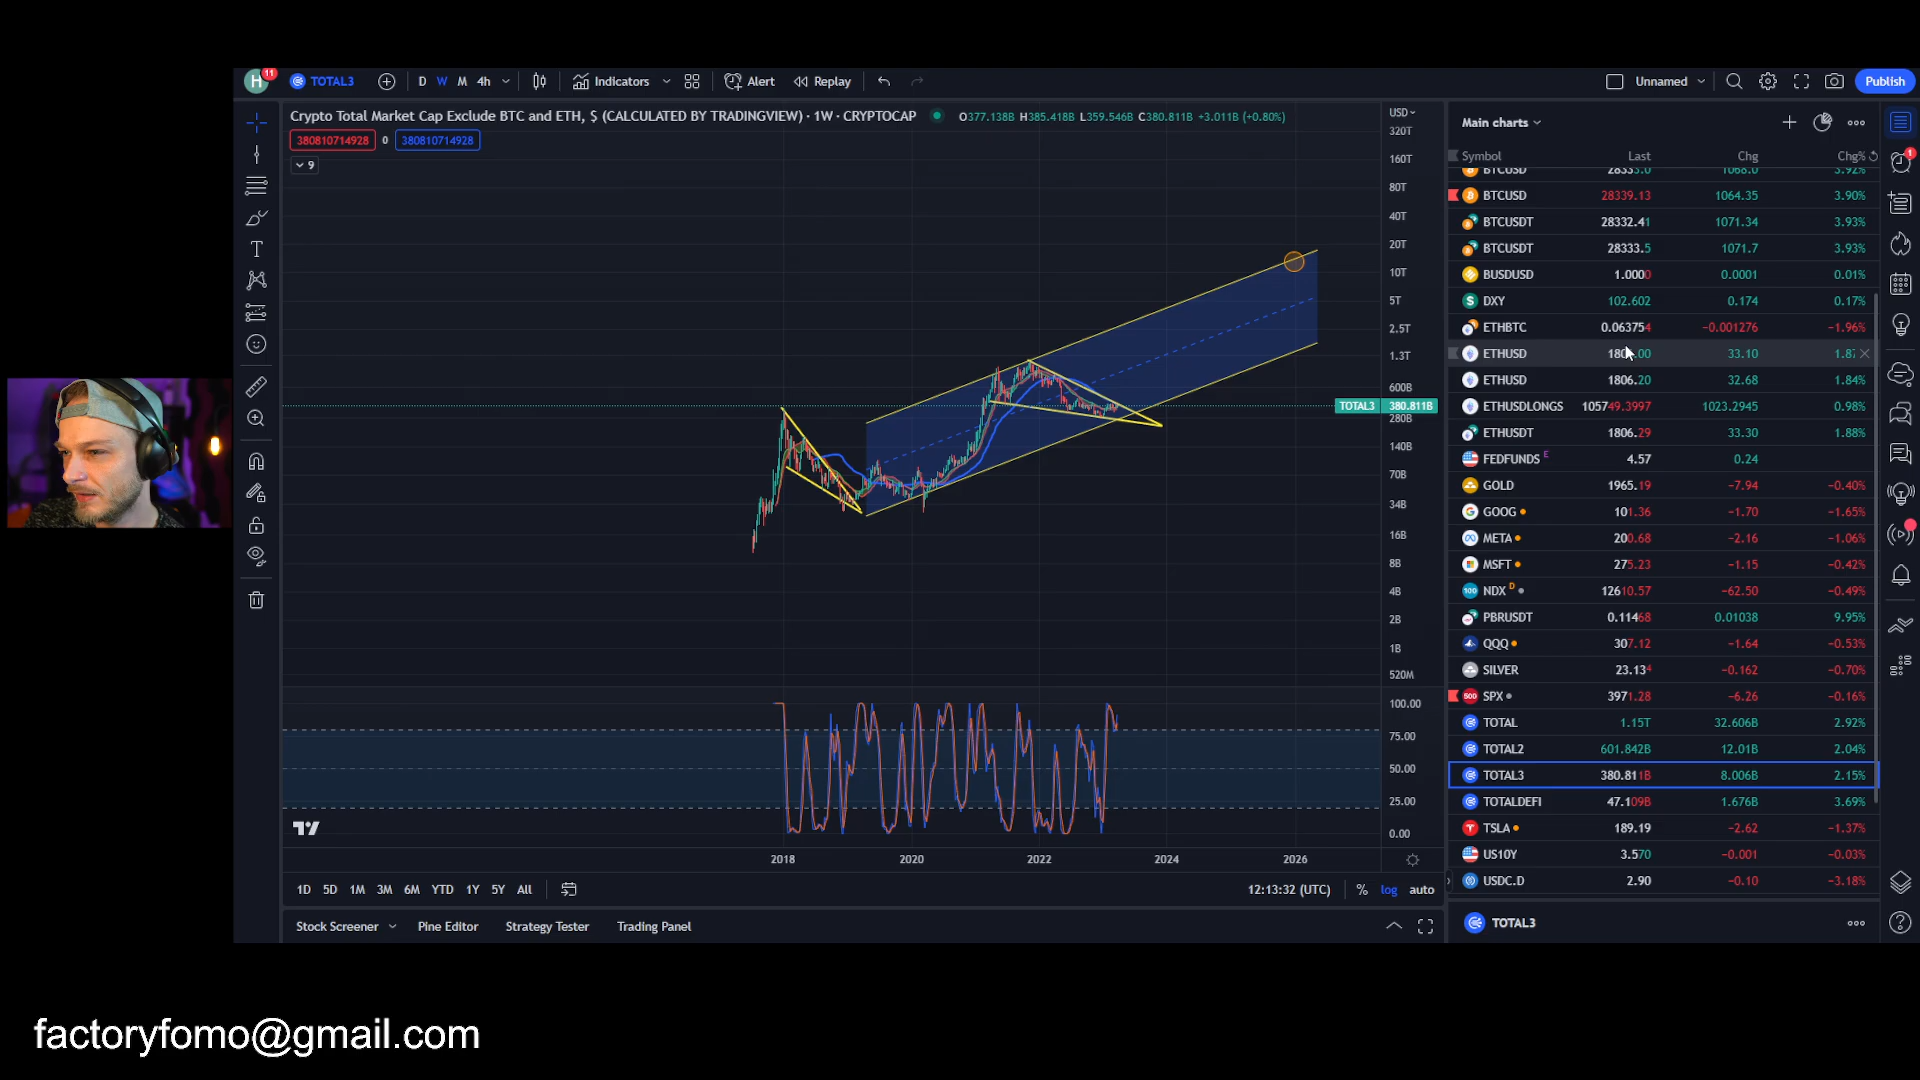 H 11 TOTAL3 D W M 4h Indicators Alert Replay Unnamed Publish
Crypto Total Market Cap Exclude BTC and ETH, $ (CALCULATED BY TRADINGVIEW) · 1W · CRYPTOCAP O377.138B H385.418B L359.546B C380.811B +3.011B (+0.80%)
380810714928 0 380810714928
9
USD
320T
160T
80T
40T
20T
10T
5T
2.5T
1.3T
600B
TOTAL3 380.811B
280B
140B
70B
34B
16B
8B
4B
2B
1B
520M
100.00
75.00
50.00
25.00
0.00
2018 2020 2022 2024 2026
1D 5D 1M 3M 6M YTD 1Y 5Y All 12:13:32 (UTC) % log auto
Stock Screener Pine Editor Strategy Tester Trading Panel
Main charts
Symbol Last Chg Chg%
BTCUSD 28333.0 1068.0 3.92%
BTCUSD 28339.13 1064.35 3.90%
BTCUSDT 28332.41 1071.34 3.93%
BTCUSDT 28333.5 1071.7 3.93%
BUSDUSD 1.0000 0.0001 0.01%
DXY 102.602 0.174 0.17%
ETHBTC 0.063754 -0.001276 -1.96%
ETHUSD 33.10
ETHUSD 1806.20 32.68 1.84%
ETHUSDLONGS 105749.3997 1023.2945 0.98%
ETHUSDT 1806.29 33.30 1.88%
FEDFUNDS E 4.57 0.24
GOLD 1965.19 -7.94 -0.40%
GOOG 101.36 -1.70 -1.65%
META 200.68 -2.16 -1.06%
MSFT 275.23 -1.15 -0.42%
100 NDX D 12610.57 -62.50 -0.49%
PBRUSDT 0.11468 0.01038 9.95%
QQQ 307.12 -1.64 -0.53%
SILVER 23.134 -0.162 -0.70%
500 SPX 3971.28 -6.26 -0.16%
TOTAL 1.15T 32.606B 2.92%
TOTAL2 601.842B 12.01B 2.04%
TOTAL3 380.811B 8.006B 2.15%
TOTALDEFI 47.109B 1.676B 3.69%
TSLA 189.19 -2.62 -1.37%
US10Y 3.570 -0.001 -0.03%
USDC.D 2.90 -0.10 -3.18%
TOTAL3
1
factoryfomo@gmail.com